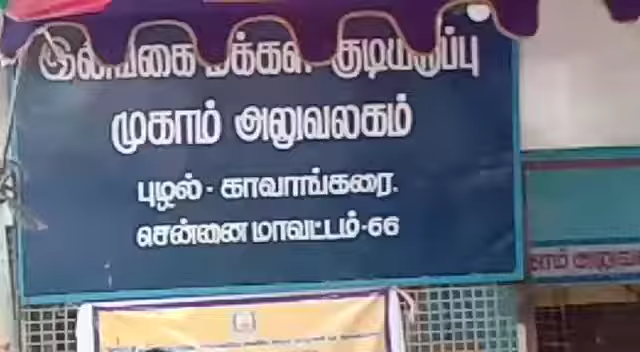 இலங்கை மக்கள் குடியிருப்பு
முகாம் அலுவலகம்
புழல் - காவாங்கரை.
சென்னை மாவட்டம்-66